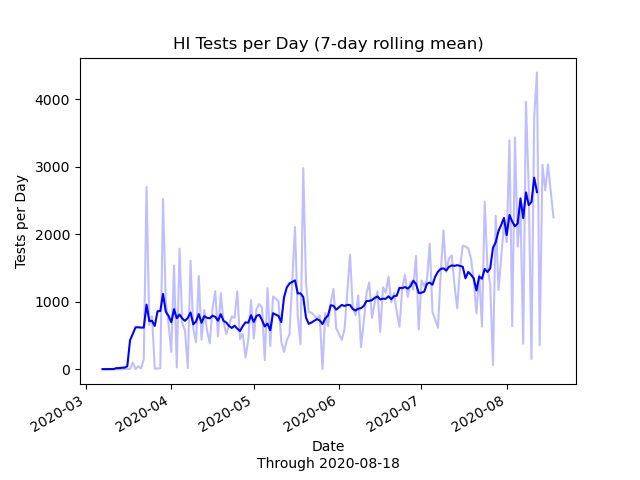 HI Tests per Day (7-day rolling mean)
Tests per Day
4000
3000
2000
1000
0
2020-03
2020-04
2020-05
2020-06
2020-07
2020-08
Date
Through 2020-08-18